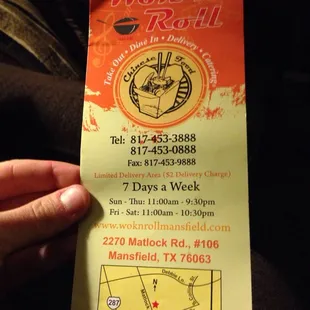 Wok N
Roll
Take Out • Dine In • Delivery • Catering
Chinese Food
Tel: 817-453-3888
817-453-0888
Fax: 817-453-9888
Limited Delivery Area ($2 Delivery Charge)
7 Days a Week
Sun - Thu: 11:00am - 9:30pm
Fri - Sat: 11:00am - 10:30pm
www.woknrollmansfield.com
2270 Matlock Rd., #106
Mansfield, TX 76063
N
287
Matlock